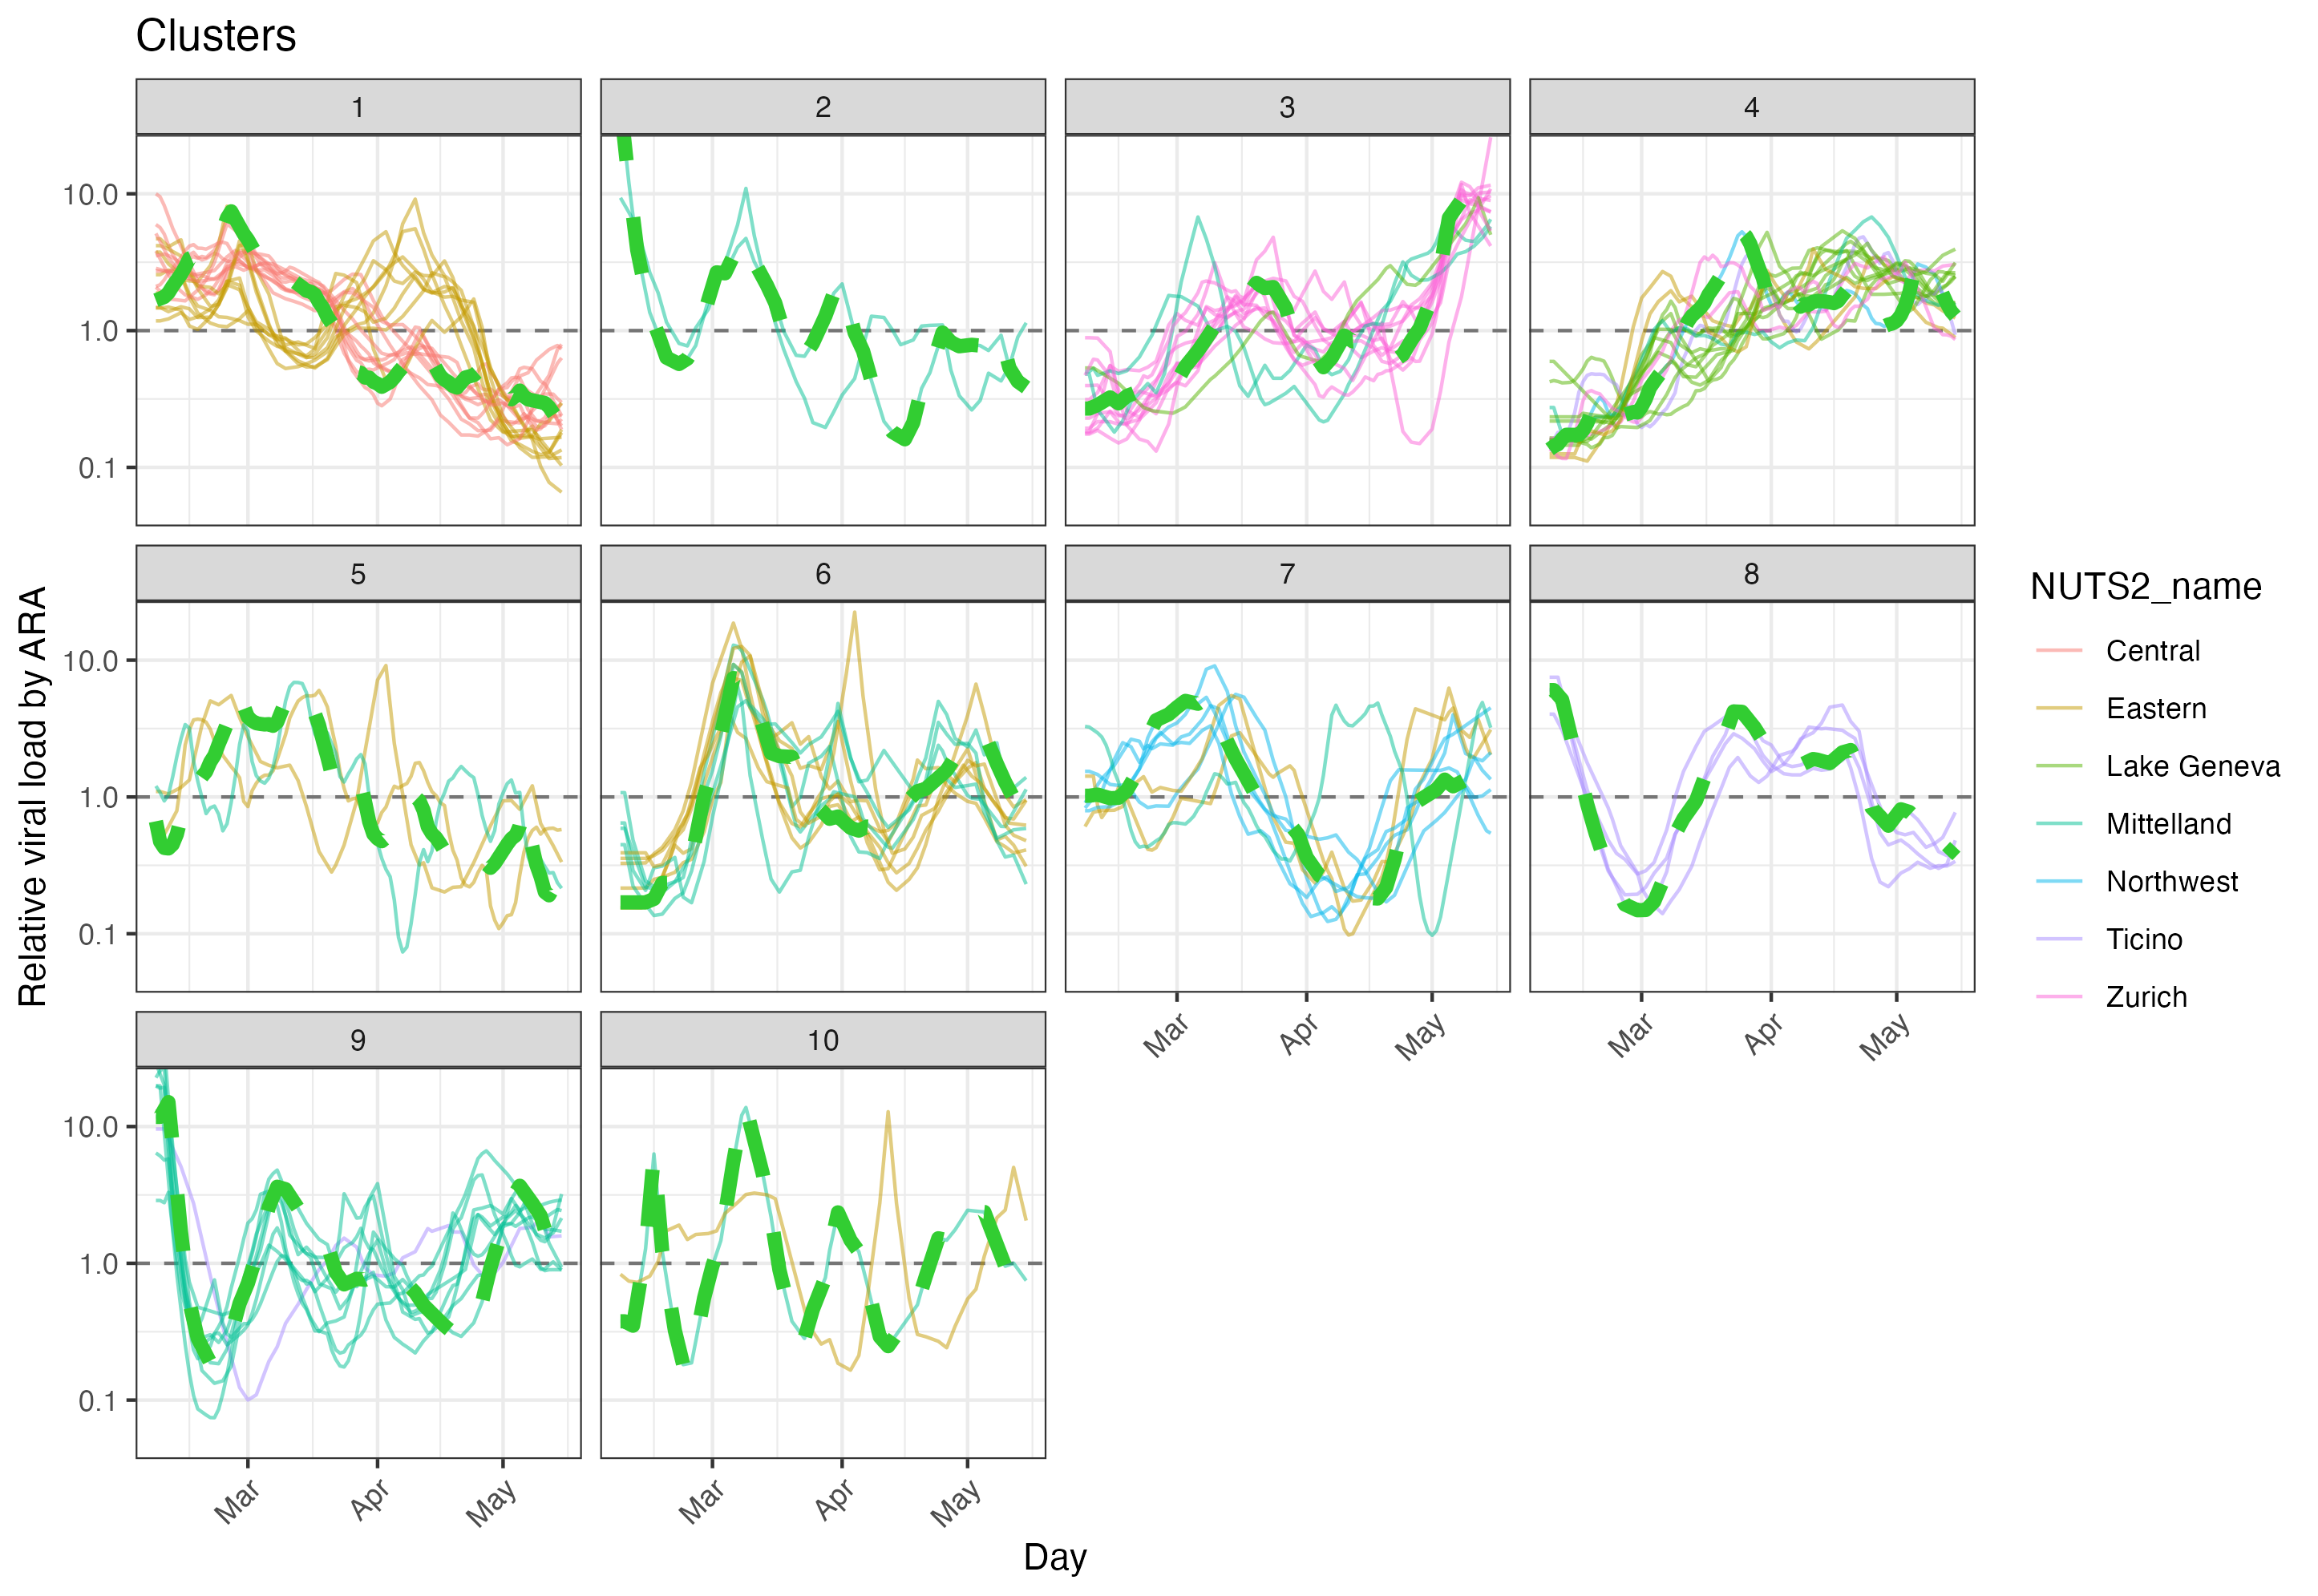 Clusters
1
2
3
4
10.0
1.0
0.1
5
6
7
8
10.0
1.0
0.1
Mar
Apr
May
Mar
Apr
May
9
10
10.0
1.0
0.1
Mar
Apr
May
Mar
Apr
May
Relative viral load by ARA
Day
NUTS2_name
Central
Eastern
Lake Geneva
Mittelland
Northwest
Ticino
Zurich